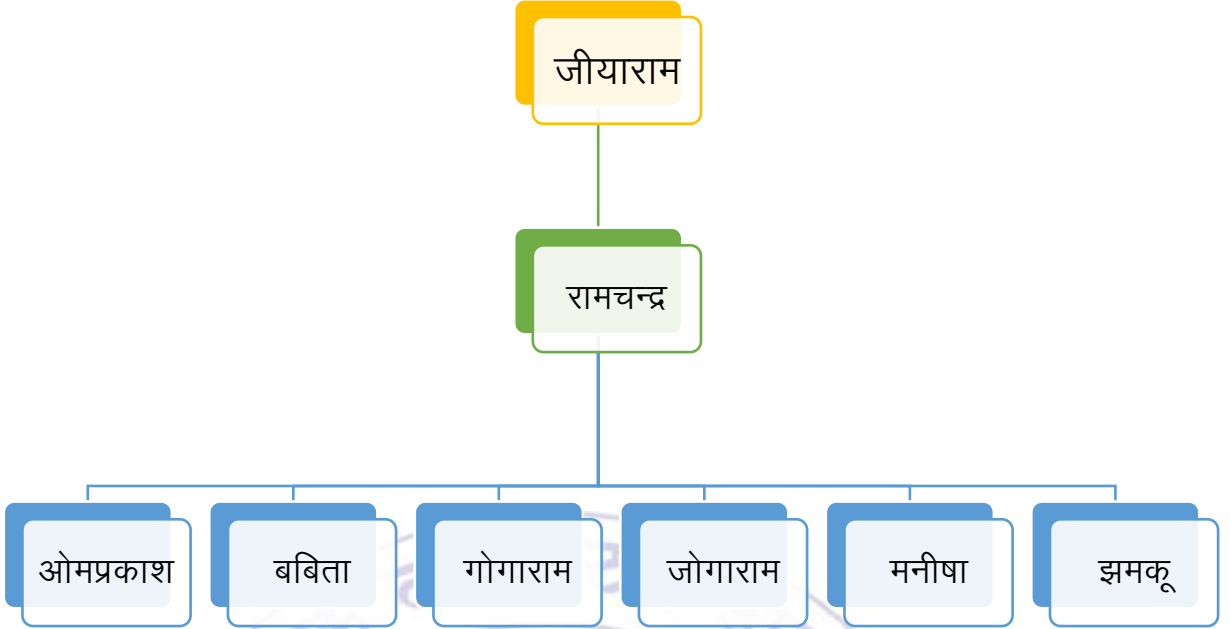 जीयाराम
रामचन्द्र
ओमप्रकाश
बबिता
गोगाराम
जोगाराम
मनीषा
झमकू